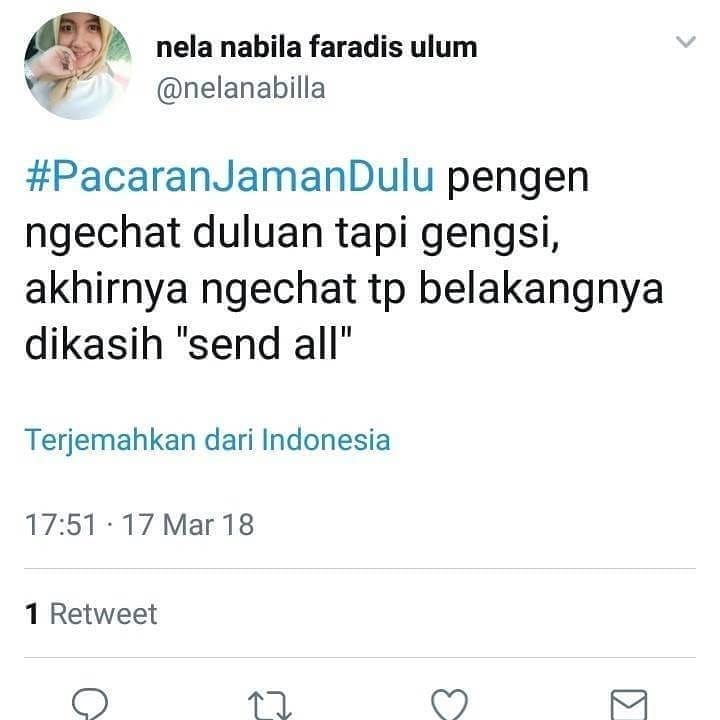 nela nabila faradis ulum
@nelanabilla
#PacaranJamanDulu pengen
ngechat duluan tapi gengsi,
akhirnya ngechat tp belakangnya
dikasih "send all"
Terjemahkan dari Indonesia
17:51 · 17 Mar 18
1 Retweet